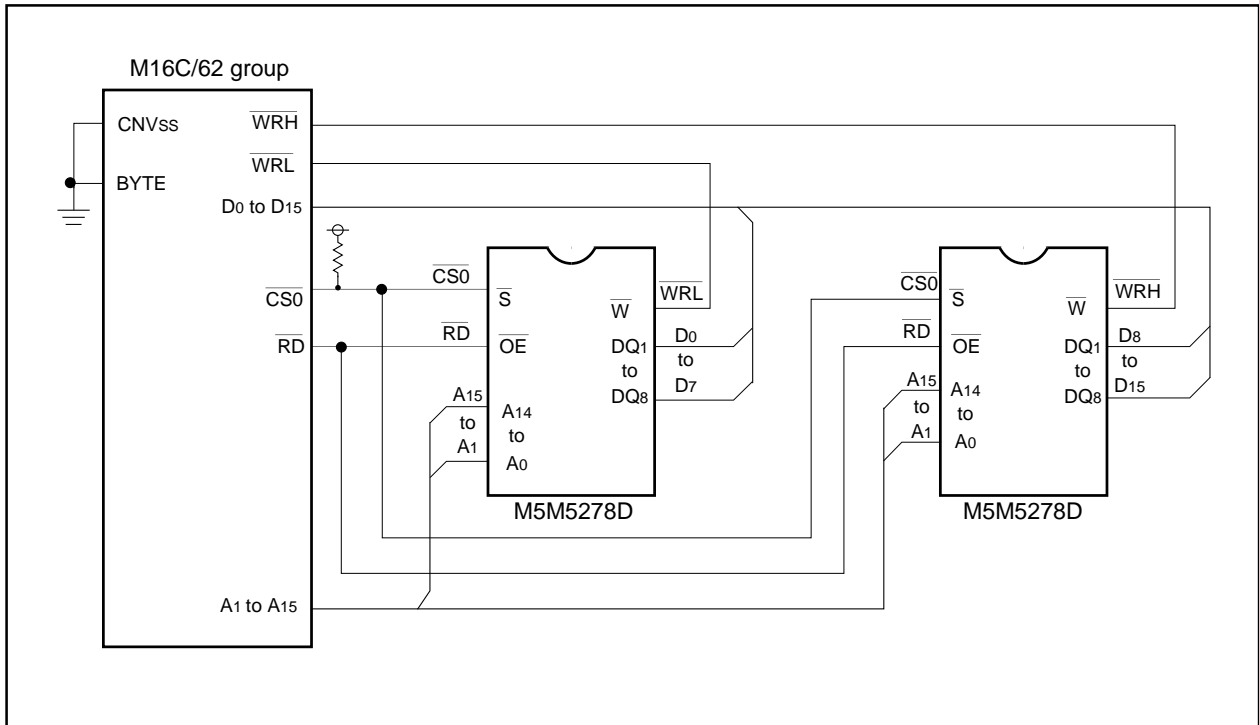 M16C/62 group
CNVSS
BYTE
WRH
WRL
D0 to D15
CS0
RD
A1 to A15
CS0
RD
A15
to
A1
S
OE
A14
to
A0
W
DQ1
to
DQ8
WRL
D0
to
D7
M5M5278D
CS0
RD
A15
to
A1
S
OE
A14
to
A0
W
DQ1
to
DQ8
WRH
D8
to
D15
M5M5278D